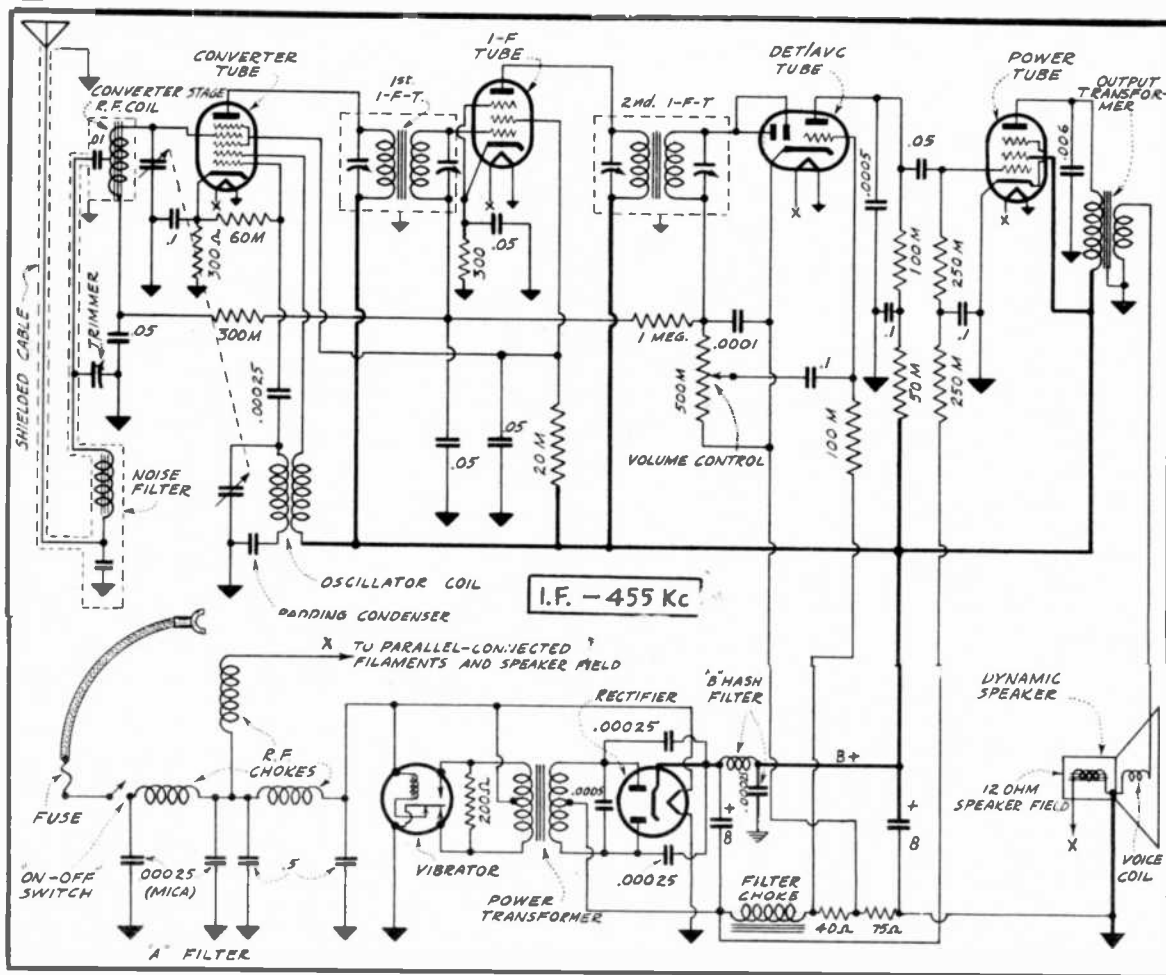 CONVERTER
TUBE
I-F
TUBE
DET/AVC
TUBE
POWER
TUBE
OUTPUT
TRANSFOR-
MER
CONVERTER STAGE
R.F. COIL
1st.
I-F-T.
2nd. I-F-T
.01
.05
.0005
.006
.1
60M
300Ω
300
.05
100M
250M
TRIMMER
.05
300M
1 MEG.
.0001
.1
.1
SHIELDED CABLE
.00025
500M
.1
50M
250M
.05
.05
20M
VOLUME CONTROL
100M
NOISE
FILTER
OSCILLATOR COIL
I.F. – 455 Kc
PADDING CONDENSER
X
X
X
X
X TO PARALLEL-CONNECTED
FILAMENTS AND SPEAKER FIELD
RECTIFIER
"B" HASH
FILTER
DYNAMIC
SPEAKER
.00025
B+
R.F.
CHOKES
200Ω
.0005
.00025
12 OHM
SPEAKER FIELD
FUSE
+
8
+
8
X
VOICE
COIL
"ON-OFF"
SWITCH
.00025
(MICA)
.5
VIBRATOR
.00025
POWER
TRANSFORMER
FILTER
CHOKE
40Ω
75Ω
"A" FILTER